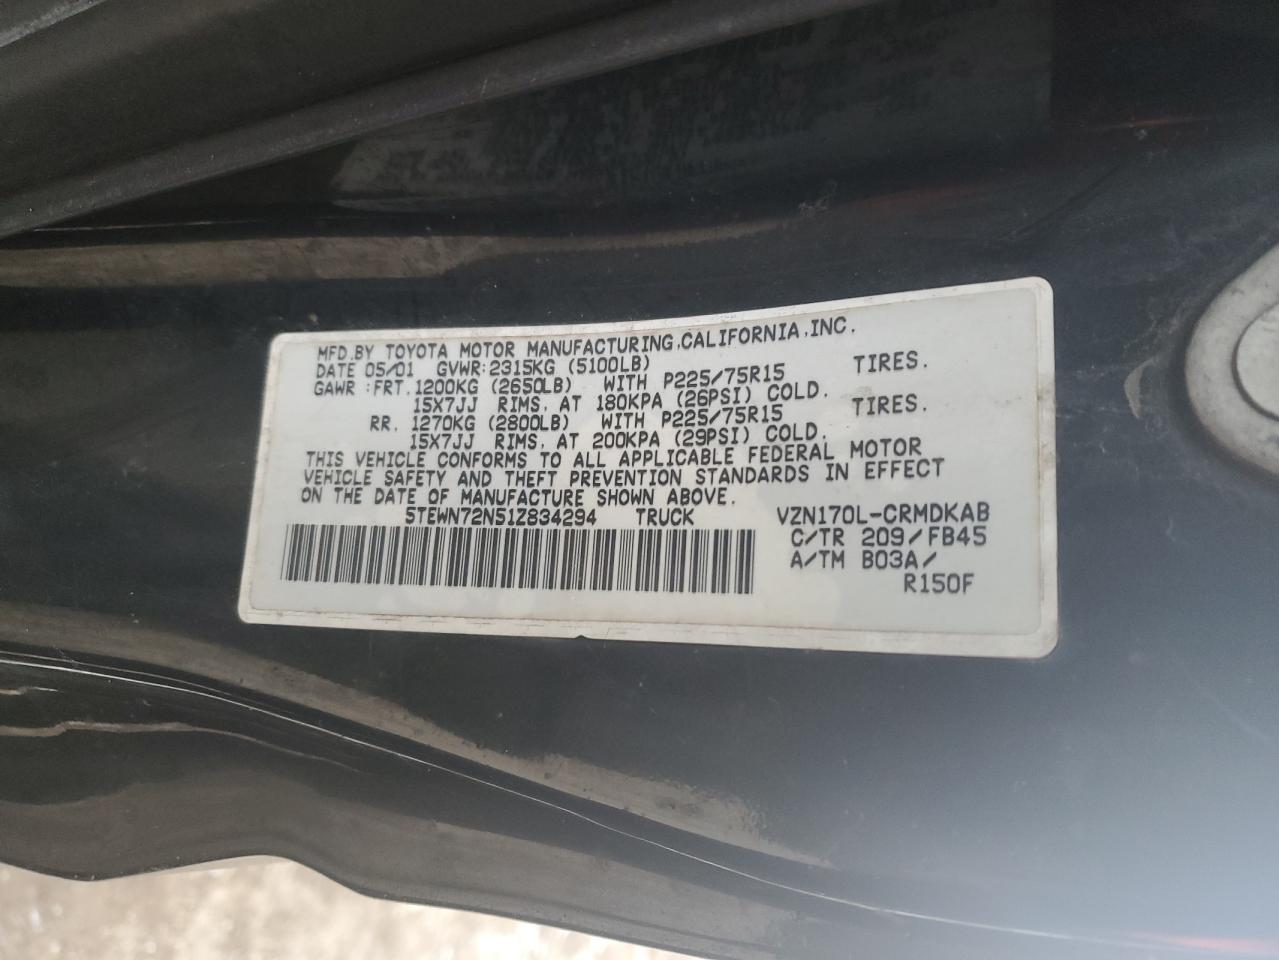 MFD.BY TOYOTA MOTOR MANUFACTURING,CALIFORNIA,INC.
DATE 05/01 GVWR:2315KG (5100LB)
GAWR :FRT. 1200KG (2650LB) WITH P225/75R15 TIRES.
15X7JJ RIMS, AT 180KPA (26PSI) COLD.
RR. 1270KG (2800LB) WITH P225/75R15 TIRES.
15X7JJ RIMS, AT 200KPA (29PSI) COLD.
THIS VEHICLE CONFORMS TO ALL APPLICABLE FEDERAL MOTOR
VEHICLE SAFETY AND THEFT PREVENTION STANDARDS IN EFFECT
ON THE DATE OF MANUFACTURE SHOWN ABOVE.
5TEWN72N51Z834294 TRUCK VZN170L-CRMDKAB
C/TR 209/FB45
A/TM B03A/
R150F